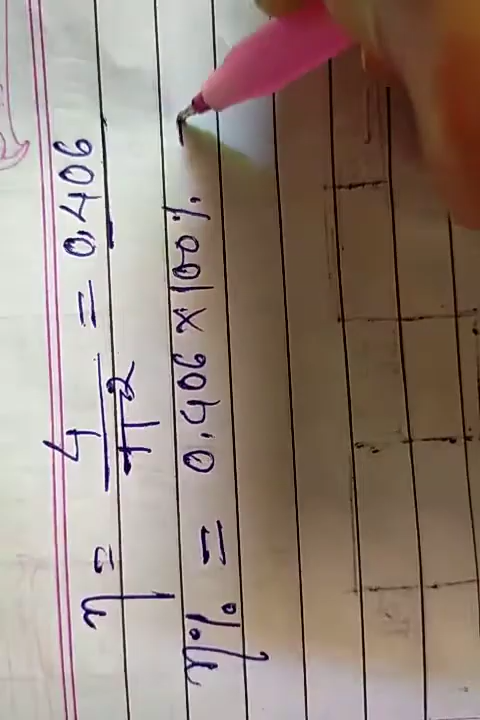 η = 4/π² = 0.406
η% = 0.406 × 100%